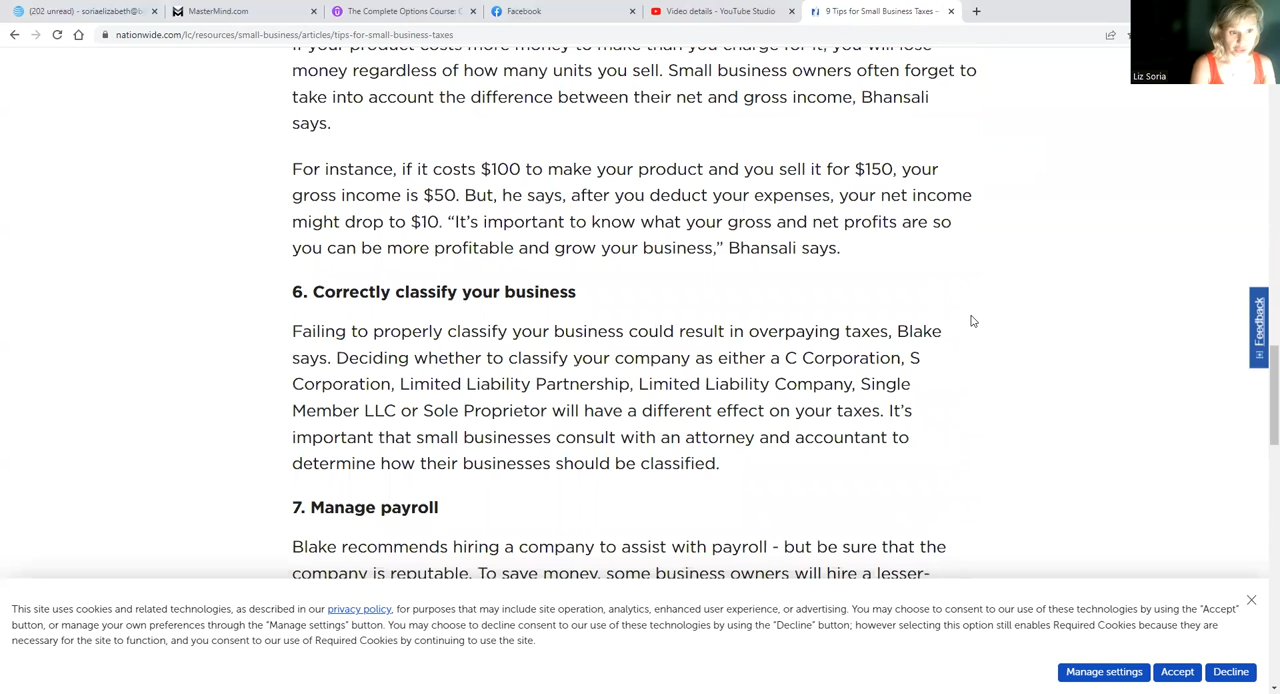 (202 unread) - soriaelizabeth@b
MasterMind.com
The Complete Options Course:
Facebook
Video details - YouTube Studio
9 Tips for Small Business Taxes –
nationwide.com/lc/resources/small-business/articles/tips-for-small-business-taxes
Liz Soria
If your product costs more money to make than you charge for it, you will lose
money regardless of how many units you sell. Small business owners often forget to
take into account the difference between their net and gross income, Bhansali
says.
For instance, if it costs $100 to make your product and you sell it for $150, your
gross income is $50. But, he says, after you deduct your expenses, your net income
might drop to $10. “It’s important to know what your gross and net profits are so
you can be more profitable and grow your business,” Bhansali says.
6. Correctly classify your business
Failing to properly classify your business could result in overpaying taxes, Blake
says. Deciding whether to classify your company as either a C Corporation, S
Corporation, Limited Liability Partnership, Limited Liability Company, Single
Member LLC or Sole Proprietor will have a different effect on your taxes. It’s
important that small businesses consult with an attorney and accountant to
determine how their businesses should be classified.
7. Manage payroll
Blake recommends hiring a company to assist with payroll - but be sure that the
company is reputable. To save money, some business owners will hire a lesser-
Feedback
This site uses cookies and related technologies, as described in our privacy policy, for purposes that may include site operation, analytics, enhanced user experience, or advertising. You may choose to consent to our use of these technologies by using the "Accept"
button, or manage your own preferences through the "Manage settings" button. You may choose to decline consent to our use of these technologies by using the "Decline" button; however selecting this option still enables Required Cookies because they are
necessary for the site to function, and you consent to our use of Required Cookies by continuing to use the site.
Manage settings
Accept
Decline